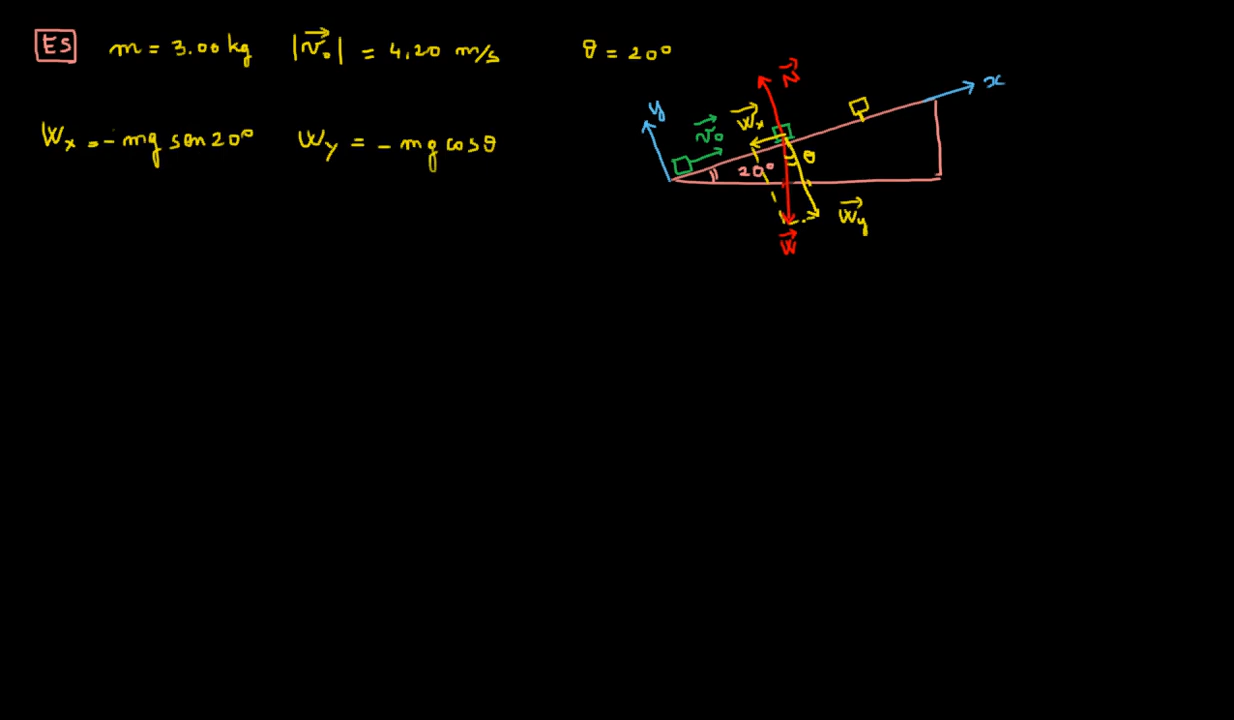 ES m = 3.00 kg |v₀⃗| = 4.20 m/s θ = 20°
Wx = - mg sen 20° Wy = - mg cos θ
N⃗
x
y
v₀⃗
Wx⃗
20°
θ
Wy⃗
W⃗